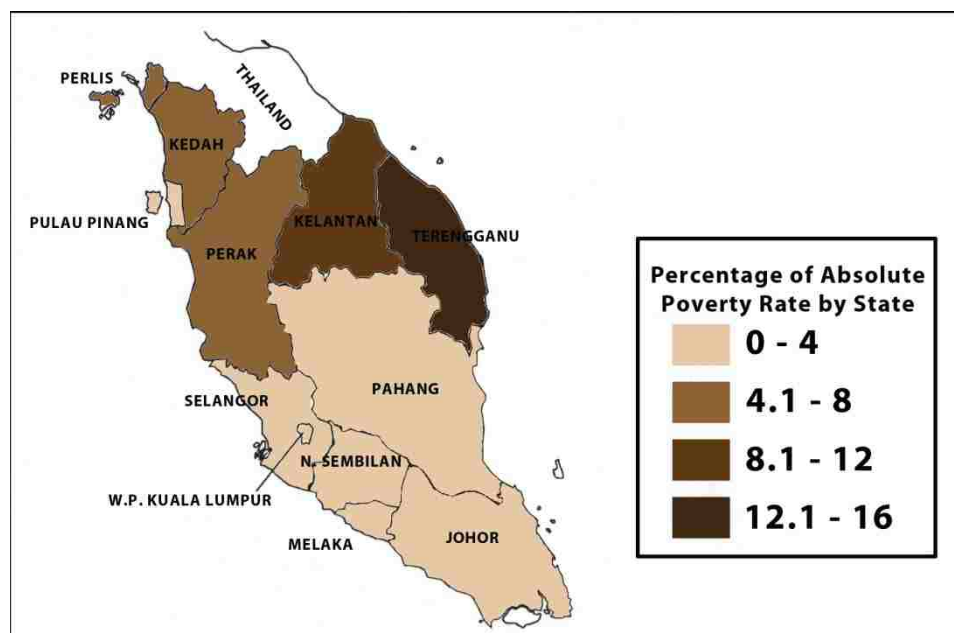 PERLIS
THAILAND
KEDAH
PULAU PINANG
KELANTAN
TERENGGANU
PERAK
PAHANG
SELANGOR
N. SEMBILAN
W.P. KUALA LUMPUR
MELAKA
JOHOR
Percentage of Absolute
Poverty Rate by State
0 - 4
4.1 - 8
8.1 - 12
12.1 - 16